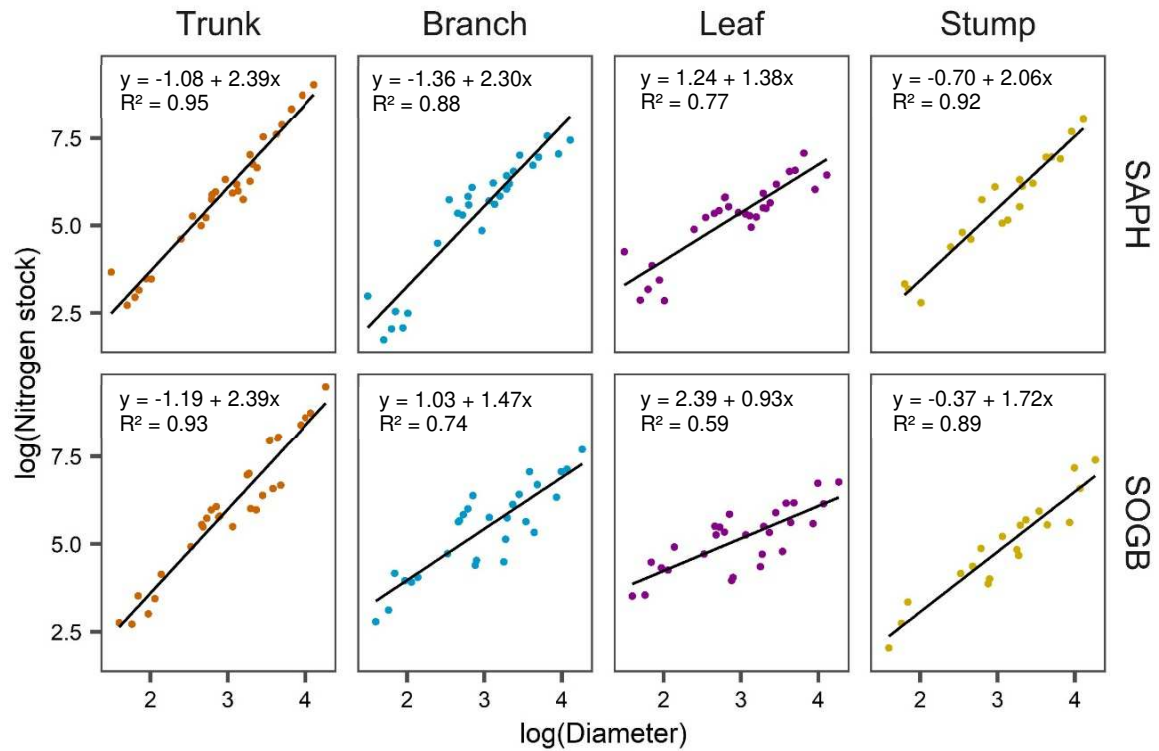 Trunk Branch Leaf Stump
y = -1.08 + 2.39x
R² = 0.95
y = -1.36 + 2.30x
R² = 0.88
y = 1.24 + 1.38x
R² = 0.77
y = -0.70 + 2.06x
R² = 0.92
7.5
5.0
2.5
SAPH
log(Nitrogen stock)
y = -1.19 + 2.39x
R² = 0.93
y = 1.03 + 1.47x
R² = 0.74
y = 2.39 + 0.93x
R² = 0.59
y = -0.37 + 1.72x
R² = 0.89
7.5
5.0
2.5
SOGB
2 3 4 2 3 4 2 3 4 2 3 4
log(Diameter)